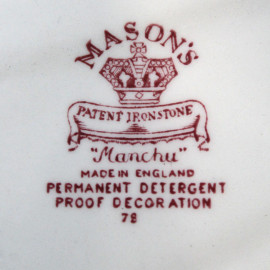 MASON'S
PATENT IRONSTONE
"Manchu"
MADE IN ENGLAND
PERMANENT DETERGENT
PROOF DECORATION
78